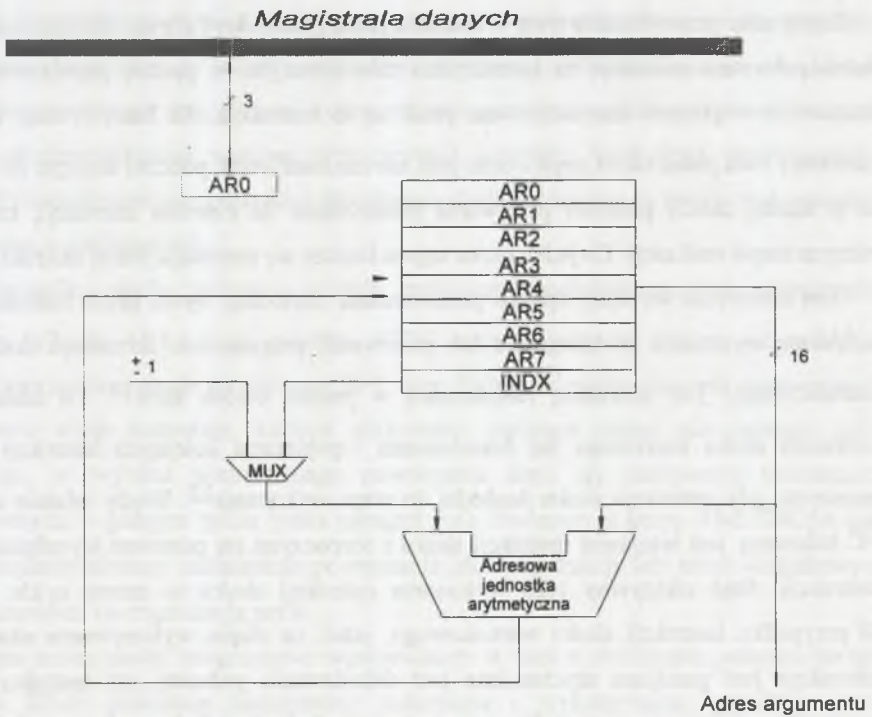 Magistrala danych
3
AR0
AR0
AR1
AR2
AR3
AR4
AR5
AR6
AR7
INDX
± 1
16
MUX
Adresowa
jednostka
arytmetyczna
Adres argumentu